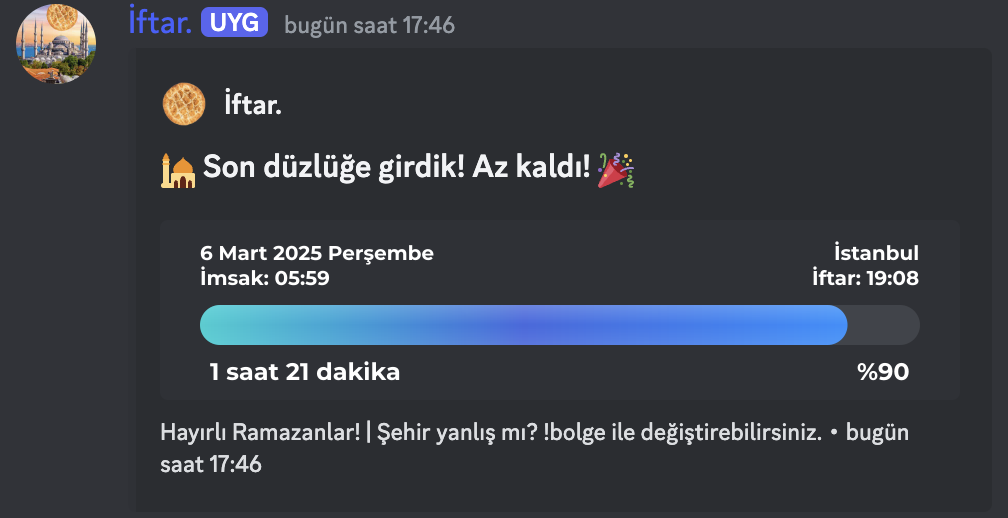 İftar. UYG bugün saat 17:46
İftar.
Son düzlüğe girdik! Az kaldı!
6 Mart 2025 Perşembe
İstanbul
İmsak: 05:59
İftar: 19:08
1 saat 21 dakika
%90
Hayırlı Ramazanlar! | Şehir yanlış mı? !bolge ile değiştirebilirsiniz. • bugün
saat 17:46